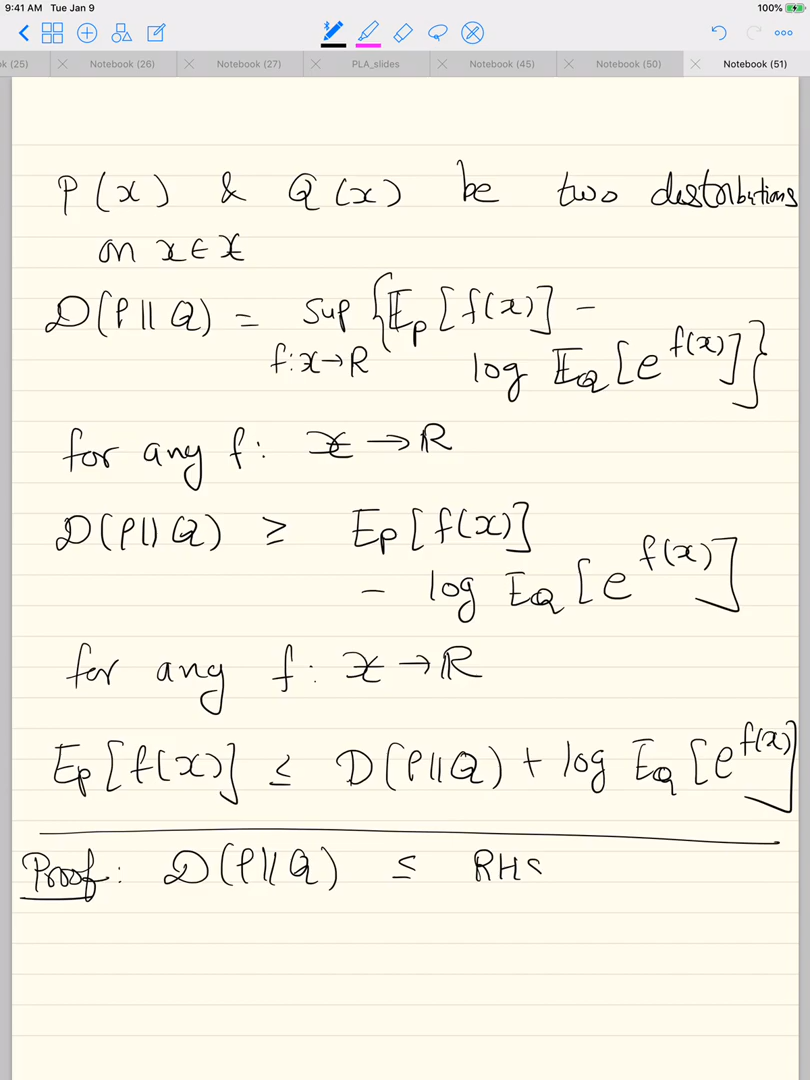 9:41 AM Tue Jan 9 100%
k (25) Notebook (26) Notebook (27) PLA_slides Notebook (45) Notebook (50) Notebook (51)
P(x) & Q(x) be two distributions
on x ∈ 𝒳
D(P||Q) = sup {E_P[f(x)] −
f:𝒳→R log E_Q[e^{f(x)}]}
for any f: 𝒳 → R
D(P||Q) ≥ E_P[f(x)]
− log E_Q[e^{f(x)}]
for any f: 𝒳 → R
E_P[f(x)] ≤ D(P||Q) + log E_Q[e^{f(x)}]
Proof: D(P||Q) ≤ RHS